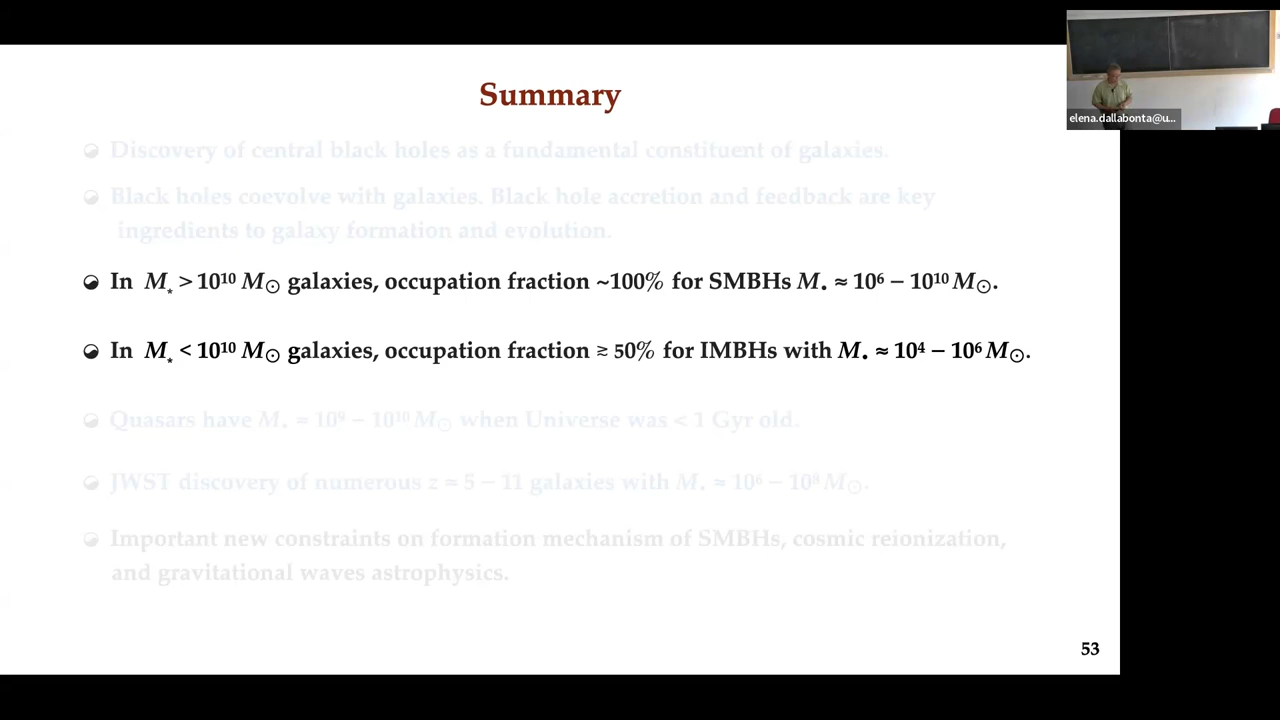 Summary
Discovery of central black holes as a fundamental constituent of galaxies.
Black holes coevolve with galaxies. Black hole accretion and feedback are key
ingredients to galaxy formation and evolution.
In M⋆ > 10¹⁰ M☉ galaxies, occupation fraction ~100% for SMBHs M• ≈ 10⁶ − 10¹⁰ M☉.
In M⋆ < 10¹⁰ M☉ galaxies, occupation fraction ≳ 50% for IMBHs with M• ≈ 10⁴ − 10⁶ M☉.
Quasars have M• ≈ 10⁹ − 10¹⁰ M☉ when Universe was < 1 Gyr old.
JWST discovery of numerous z ≈ 5 − 11 galaxies with M• ≈ 10⁶ − 10⁸ M☉.
Important new constraints on formation mechanism of SMBHs, cosmic reionization,
and gravitational waves astrophysics.
53
elena.dallabonta@u...